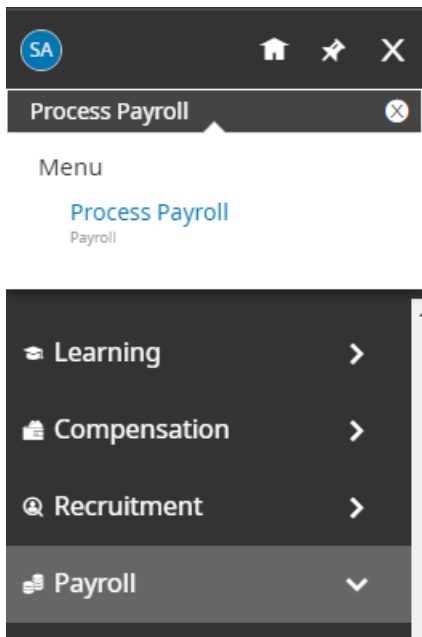 SA
Process Payroll
Menu
Process Payroll
Payroll
Learning
Compensation
Recruitment
Payroll